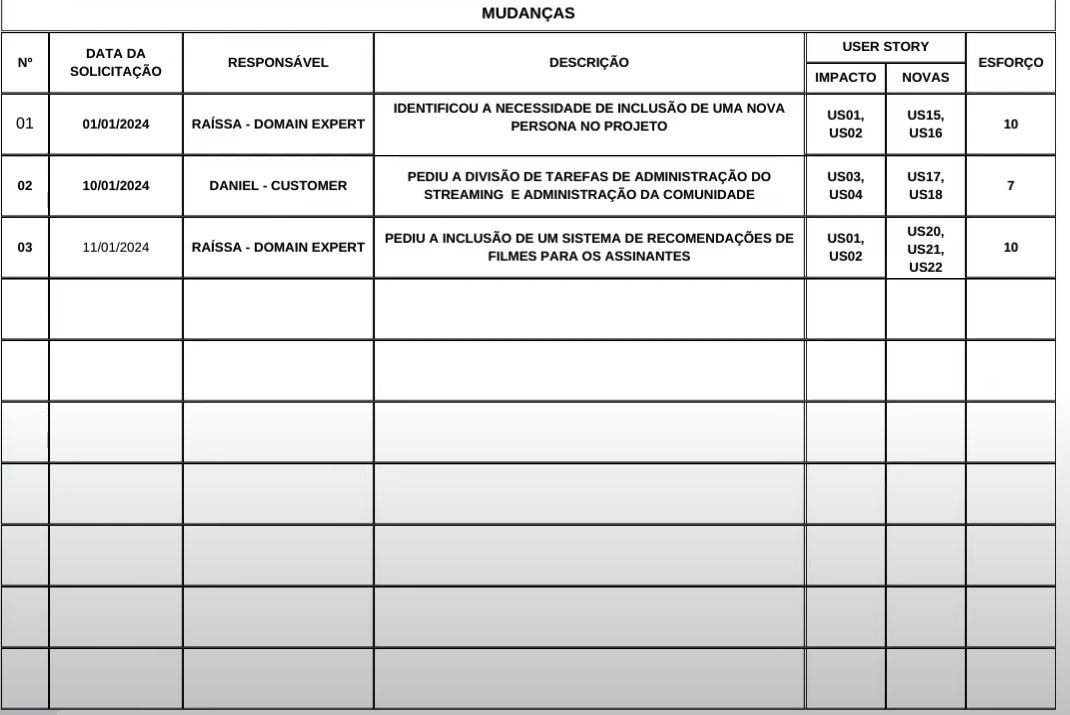 MUDANÇAS
Nº
DATA DA
SOLICITAÇÃO
RESPONSÁVEL
DESCRIÇÃO
USER STORY
IMPACTO
NOVAS
ESFORÇO
01
01/01/2024
RAÍSSA - DOMAIN EXPERT
IDENTIFICOU A NECESSIDADE DE INCLUSÃO DE UMA NOVA
PERSONA NO PROJETO
US01,
US02
US15,
US16
10
02
10/01/2024
DANIEL - CUSTOMER
PEDIU A DIVISÃO DE TAREFAS DE ADMINISTRAÇÃO DO
STREAMING E ADMINISTRAÇÃO DA COMUNIDADE
US03,
US04
US17,
US18
7
03
11/01/2024
RAÍSSA - DOMAIN EXPERT
PEDIU A INCLUSÃO DE UM SISTEMA DE RECOMENDAÇÕES DE
FILMES PARA OS ASSINANTES
US01,
US02
US20,
US21,
US22
10